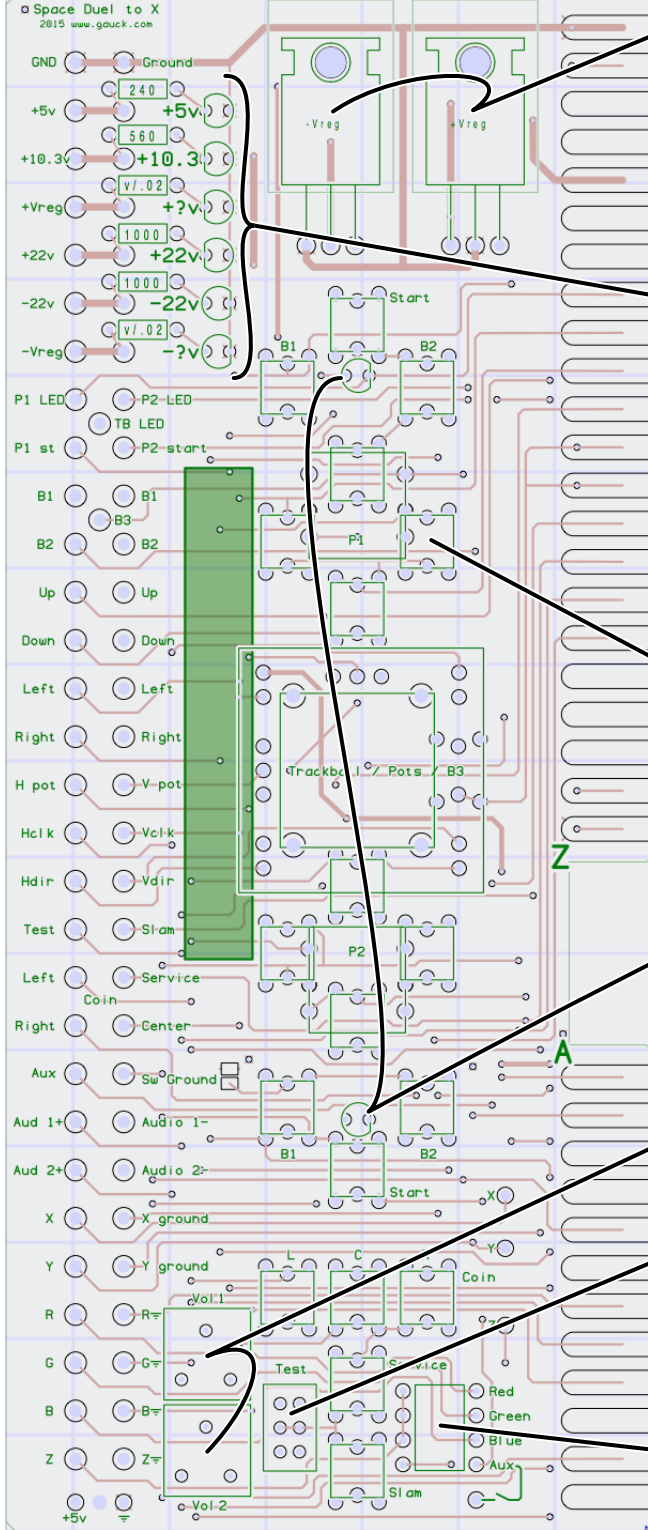 Space Duel to X
2015 www.gauck.com
GND Ground
240
+5v +5v
560
+10.3v +10.3
v/.02
+Vreg +?v
1000
+22v +22v
1000
-22v -22v
v/.02
-Vreg -?v
-Vreg +Vreg
Start
B1 B2
P1 LED P2 LED
TB LED
P1 st P2 start
B1 B1
B3
B2 B2
P1
Up Up
Down Down
Left Left
Right Right
Trackball / Pots / B3
H pot V pot
Hclk Vclk
Z
Hdir Vdir
Test Slam
P2
Left Service
Coin
Right Center
A
Aux Sw Ground
Aud 1+ Audio 1-
B1 B2
Aud 2+ Audio 2-
Start
X
X X ground
Y
Y Y ground
L C
Coin
Vol 1
R R
Z
G G
Test Service
Red
B B
Green
Blue
Z Z
Aux
Slam
Vol 2
+5v